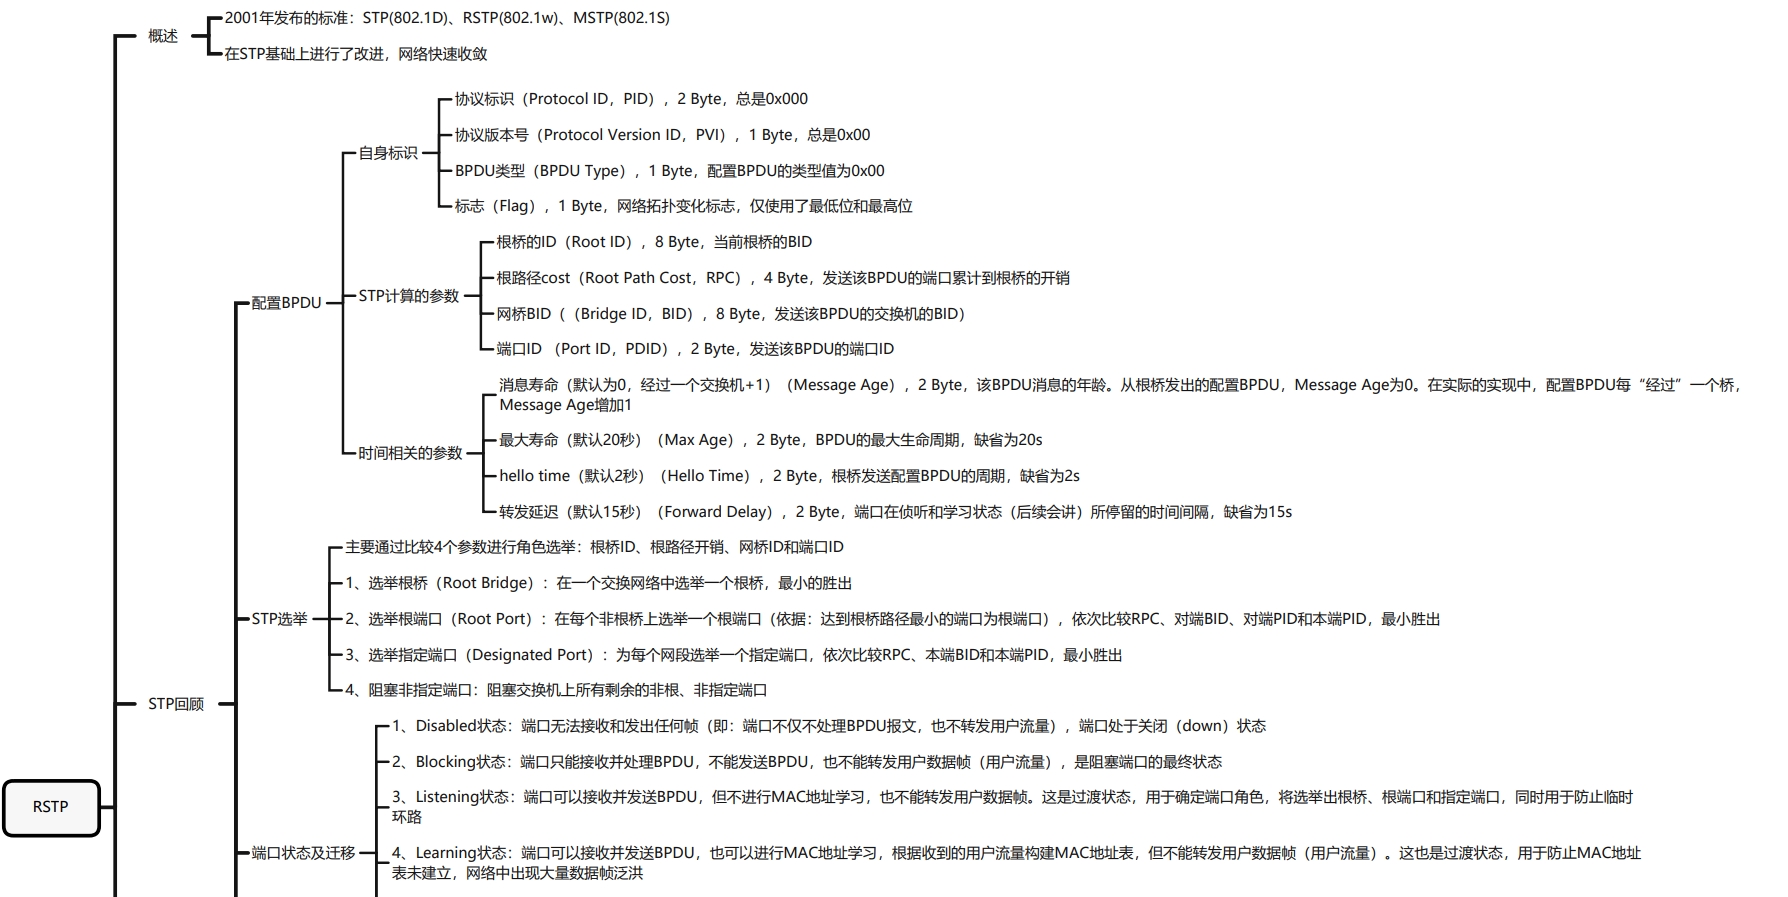 2001年发布的标准：STP(802.1D)、RSTP(802.1w)、MSTP(802.1S)
概述
在STP基础上进行了改进，网络快速收敛
协议标识（Protocol ID，PID），2 Byte，总是0x000
协议版本号（Protocol Version ID，PVI），1 Byte，总是0x00
自身标识
BPDU类型（BPDU Type），1 Byte，配置BPDU的类型值为0x00
标志（Flag），1 Byte，网络拓扑变化标志，仅使用了最低位和最高位
根桥的ID（Root ID），8 Byte，当前根桥的BID
根路径cost（Root Path Cost，RPC），4 Byte，发送该BPDU的端口累计到根桥的开销
配置BPDU
STP计算的参数
网桥BID（（Bridge ID，BID），8 Byte，发送该BPDU的交换机的BID）
端口ID （Port ID，PDID），2 Byte，发送该BPDU的端口ID
消息寿命（默认为0，经过一个交换机+1）（Message Age），2 Byte，该BPDU消息的年龄。从根桥发出的配置BPDU，Message Age为0。在实际的实现中，配置BPDU每“经过”一个桥，
Message Age增加1
最大寿命（默认20秒）（Max Age），2 Byte，BPDU的最大生命周期，缺省为20s
时间相关的参数
hello time（默认2秒）（Hello Time），2 Byte，根桥发送配置BPDU的周期，缺省为2s
转发延迟（默认15秒）（Forward Delay），2 Byte，端口在侦听和学习状态（后续会讲）所停留的时间间隔，缺省为15s
主要通过比较4个参数进行角色选举：根桥ID、根路径开销、网桥ID和端口ID
1、选举根桥（Root Bridge）：在一个交换网络中选举一个根桥，最小的胜出
STP选举
2、选举根端口（Root Port）：在每个非根桥上选举一个根端口（依据：达到根桥路径最小的端口为根端口），依次比较RPC、对端BID、对端PID和本端PID，最小胜出
3、选举指定端口（Designated Port）：为每个网段选举一个指定端口，依次比较RPC、本端BID和本端PID，最小胜出
4、阻塞非指定端口：阻塞交换机上所有剩余的非根、非指定端口
STP回顾
1、Disabled状态：端口无法接收和发出任何帧（即：端口不仅不处理BPDU报文，也不转发用户流量），端口处于关闭（down）状态
2、Blocking状态：端口只能接收并处理BPDU，不能发送BPDU，也不能转发用户数据帧（用户流量），是阻塞端口的最终状态
RSTP
3、Listening状态：端口可以接收并发送BPDU，但不进行MAC地址学习，也不能转发用户数据帧。这是过渡状态，用于确定端口角色，将选举出根桥、根端口和指定端口，同时用于防止临时
环路
端口状态及迁移
4、Learning状态：端口可以接收并发送BPDU，也可以进行MAC地址学习，根据收到的用户流量构建MAC地址表，但不能转发用户数据帧（用户流量）。这也是过渡状态，用于防止MAC地址
表未建立，网络中出现大量数据帧泛洪